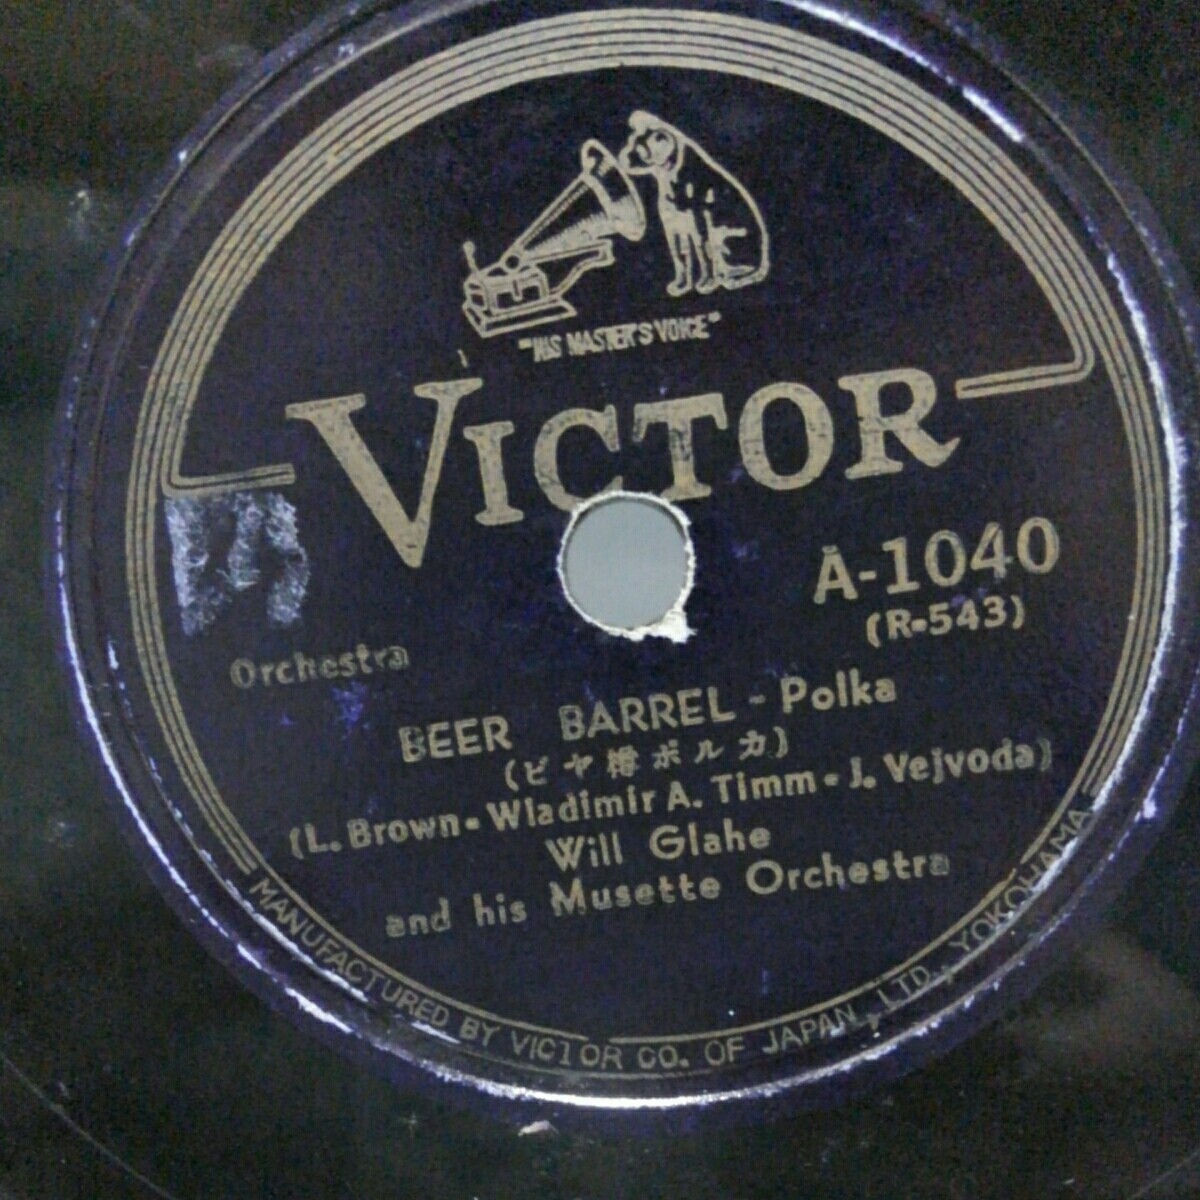 "HIS MASTER'S VOICE"
VICTOR
A-1040
(R-543)
Orchestra
BEER BARREL - Polka
(ビヤ樽ポルカ)
(L. Brown - Wladimir A. Timm - J. Vejvoda)
Will Glahe
and his Musette Orchestra
MANUFACTURED BY VICTOR CO. OF JAPAN, LTD., YOKOHAMA